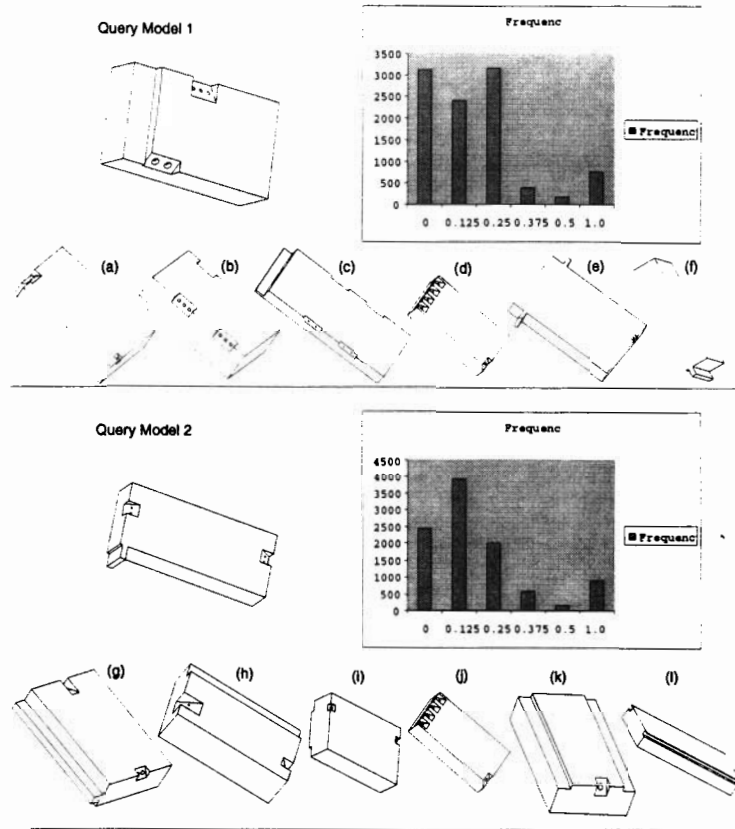 Query Model 1
Frequenc
3500
3000
2500
2000
1500
1000
500
0
0 0.125 0.25 0.375 0.5 1.0
Frequenc
(a) (b) (c) (d) (e) (f)
Query Model 2
Frequenc
4500
4000
3500
3000
2500
2000
1500
1000
500
0
0 0.125 0.25 0.375 0.5 1.0
Frequenc
(g) (h) (i) (j) (k) (l)